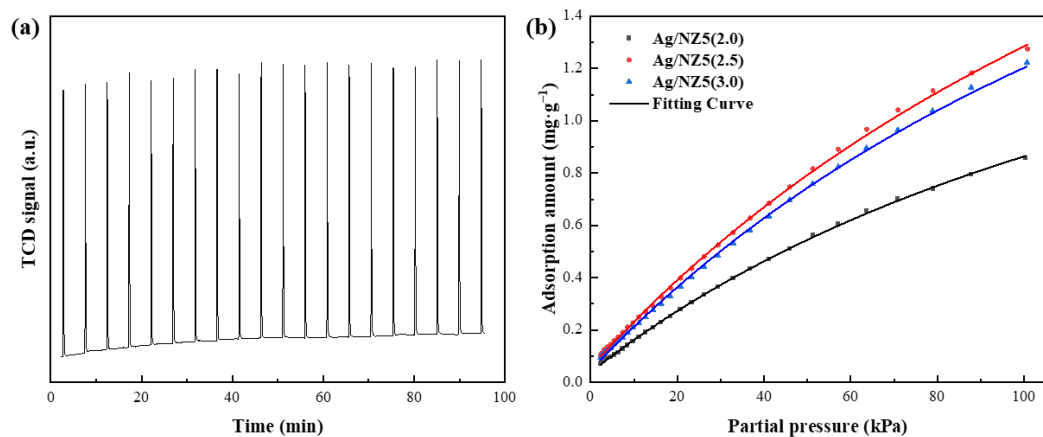 (a)
TCD signal (a.u.)
0 20 40 60 80 100
Time (min)
(b)
Ag/NZ5(2.0)
Ag/NZ5(2.5)
Ag/NZ5(3.0)
Fitting Curve
Adsorption amount (mg·g⁻¹)
1.4
1.2
1.0
0.8
0.6
0.4
0.2
0.0
0 20 40 60 80 100
Partial pressure (kPa)